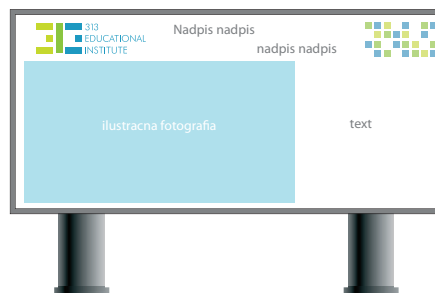 313
EDUCATIONAL
INSTITUTE
Nadpis nadpis
nadpis nadpis
ilustracna fotografia
text